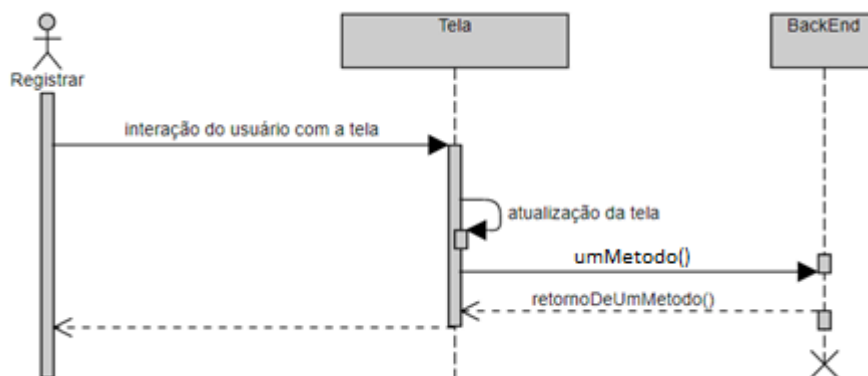 Tela
BackEnd
Registrar
interação do usuário com a tela
atualização da tela
umMetodo()
retornoDeUmMetodo()